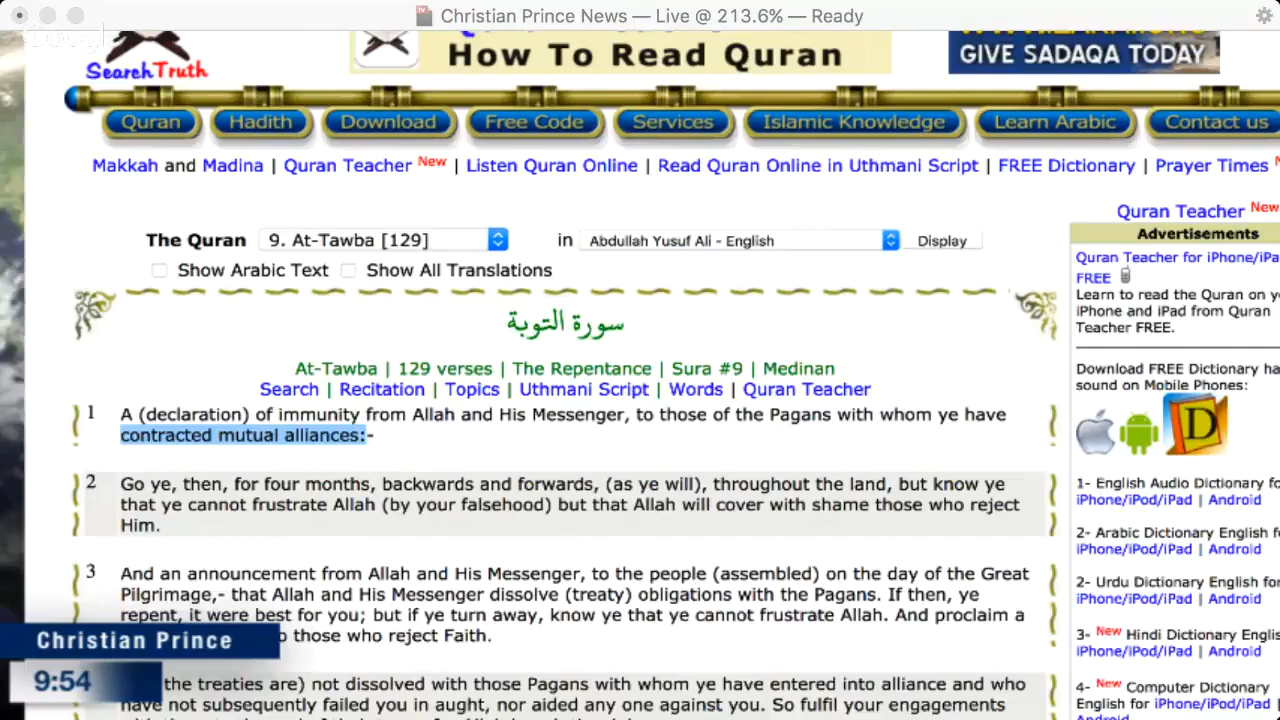 Christian Prince News — Live @ 213.6% — Ready
SearchTruth
How To Read Quran
GIVE SADAQA TODAY
Quran Hadith Download Free Code Services Islamic Knowledge Learn Arabic Contact us
Makkah and Madina | Quran Teacher New | Listen Quran Online | Read Quran Online in Uthmani Script | FREE Dictionary | Prayer Times
Quran Teacher New
The Quran 9. At-Tawba [129] in Abdullah Yusuf Ali - English Display
Show Arabic Text Show All Translations
سورة التوبة
At-Tawba | 129 verses | The Repentance | Sura #9 | Medinan
Search | Recitation | Topics | Uthmani Script | Words | Quran Teacher
1 A (declaration) of immunity from Allah and His Messenger, to those of the Pagans with whom ye have
contracted mutual alliances:-
2 Go ye, then, for four months, backwards and forwards, (as ye will), throughout the land, but know ye
that ye cannot frustrate Allah (by your falsehood) but that Allah will cover with shame those who reject
Him.
3 And an announcement from Allah and His Messenger, to the people (assembled) on the day of the Great
Pilgrimage,- that Allah and His Messenger dissolve (treaty) obligations with the Pagans. If then, ye
repent, it were best for you; but if ye turn away, know ye that ye cannot frustrate Allah. And proclaim a
those who reject Faith.
the treaties are) not dissolved with those Pagans with whom ye have entered into alliance and who
have not subsequently failed you in aught, nor aided any one against you. So fulfil your engagements
Advertisements
Quran Teacher for iPhone/iPa
FREE
Learn to read the Quran on y
iPhone and iPad from Quran
Teacher FREE.
Download FREE Dictionary ha
sound on Mobile Phones:
D
1- English Audio Dictionary fo
iPhone/iPod/iPad | Android
2- Arabic Dictionary English f
iPhone/iPod/iPad | Android
2- Urdu Dictionary English fo
iPhone/iPod/iPad | Android
3- New Hindi Dictionary Englis
iPhone/iPod/iPad | Android
4- New Computer Dictionary
English for iPhone/iPod/iPad |
Android
Christian Prince
9:54